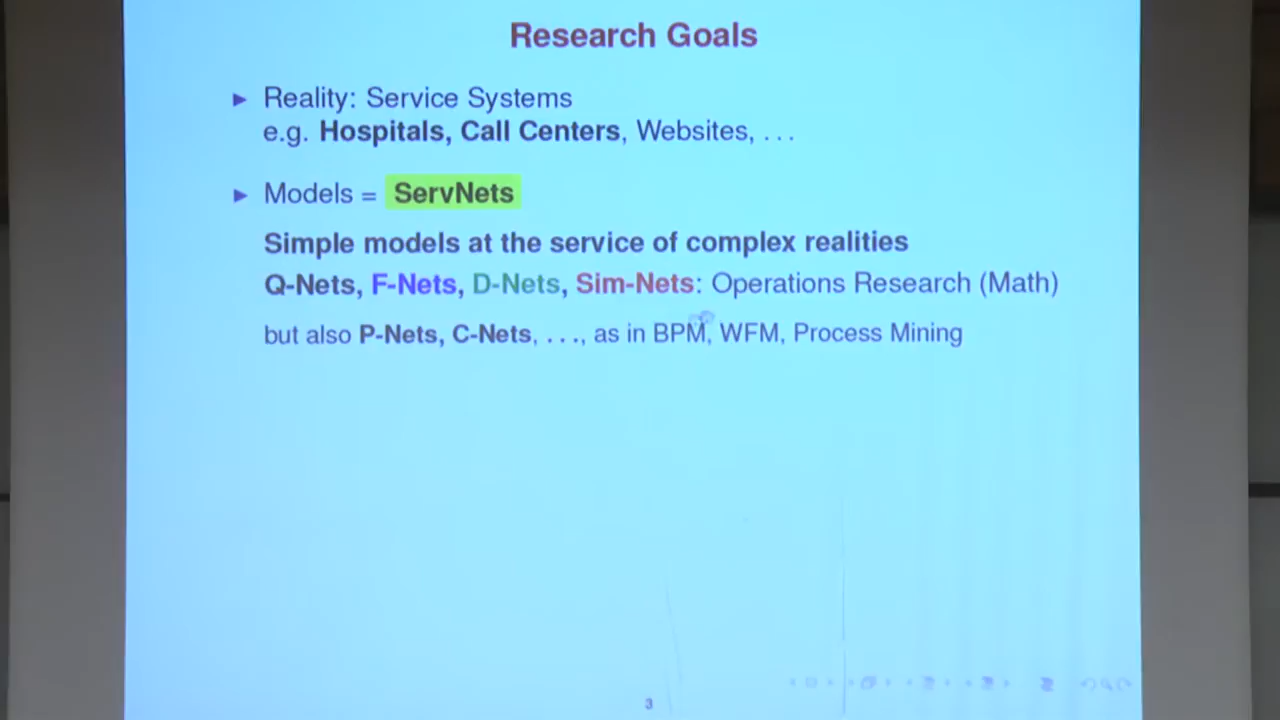 Research Goals
▶ Reality: Service Systems
e.g. Hospitals, Call Centers, Websites, . . .
▶ Models = ServNets
Simple models at the service of complex realities
Q-Nets, F-Nets, D-Nets, Sim-Nets: Operations Research (Math)
but also P-Nets, C-Nets, . . ., as in BPM, WFM, Process Mining
3